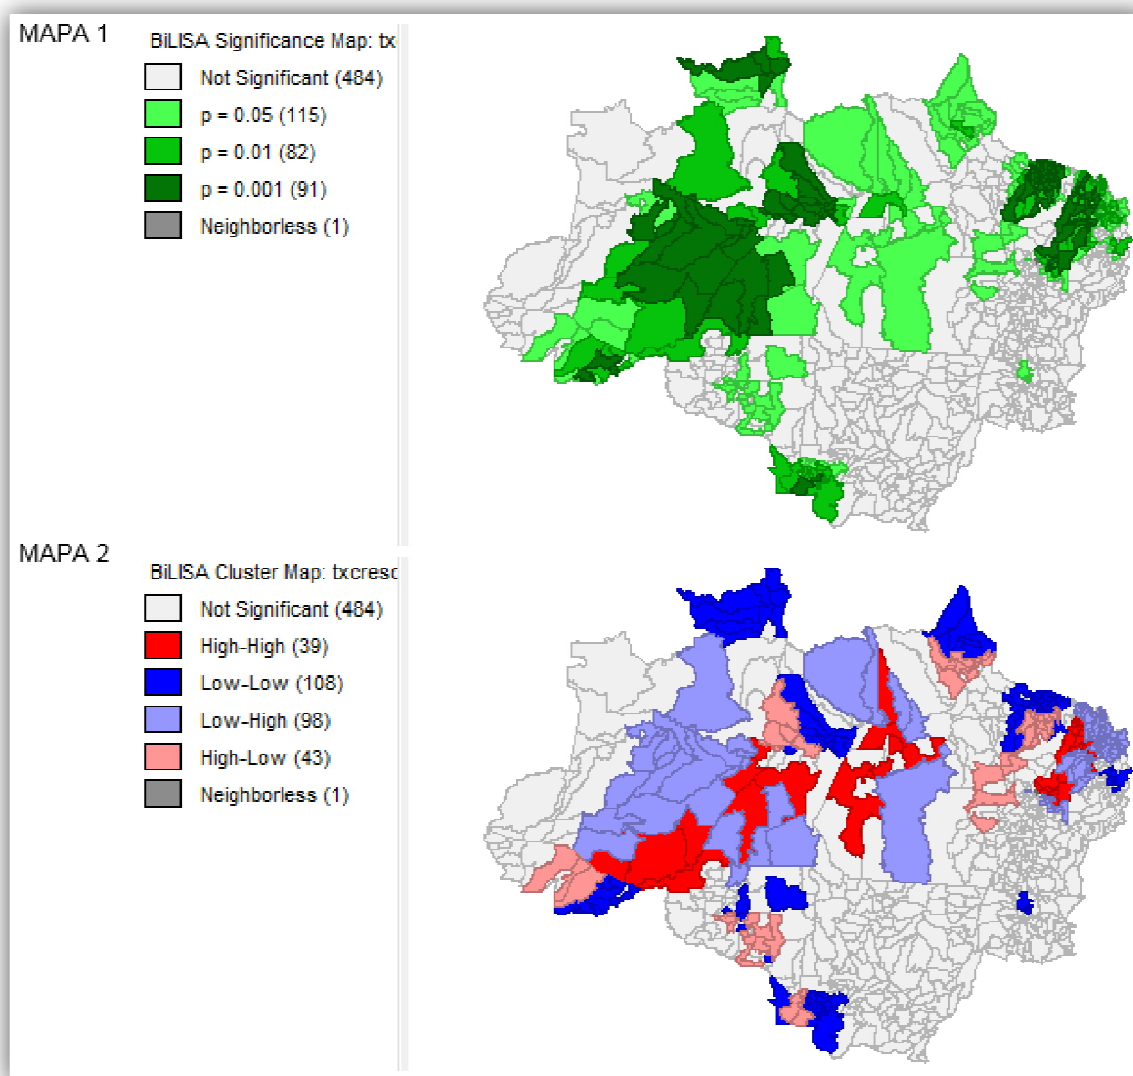 MAPA 1
BiLISA Significance Map: tx
Not Significant (484)
p = 0.05 (115)
p = 0.01 (82)
p = 0.001 (91)
Neighborless (1)
MAPA 2
BiLISA Cluster Map: txcresc
Not Significant (484)
High-High (39)
Low-Low (108)
Low-High (98)
High-Low (43)
Neighborless (1)